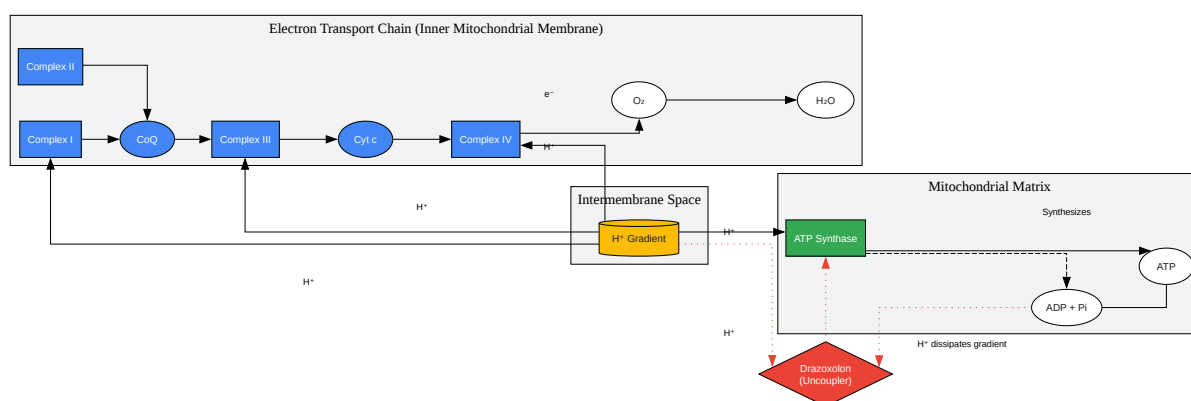 Electron Transport Chain (Inner Mitochondrial Membrane)
Complex II
e⁻
O₂
H₂O
Complex I
CoQ
Complex III
Cyt c
Complex IV
H⁺
Intermembrane Space
H⁺ Gradient
H⁺
H⁺
H⁺
H⁺
Mitochondrial Matrix
Synthesizes
ATP Synthase
ATP
ADP + Pi
H⁺ dissipates gradient
Drazoxolon
(Uncoupler)